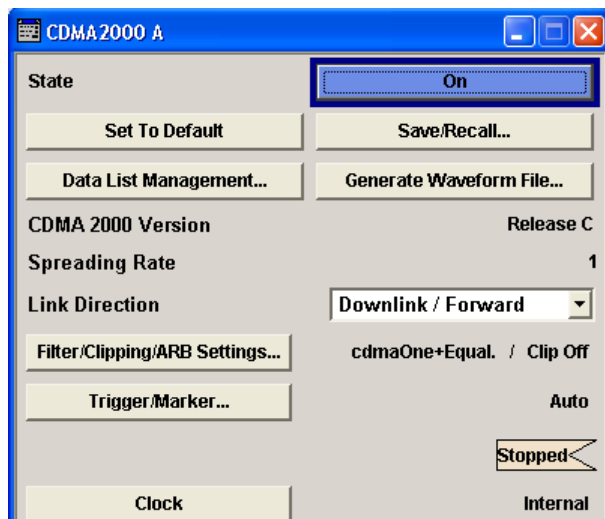 CDMA2000 A
State On
Set To Default Save/Recall...
Data List Management... Generate Waveform File...
CDMA 2000 Version Release C
Spreading Rate 1
Link Direction Downlink / Forward
Filter/Clipping/ARB Settings... cdmaOne+Equal. / Clip Off
Trigger/Marker... Auto
Stopped
Clock Internal